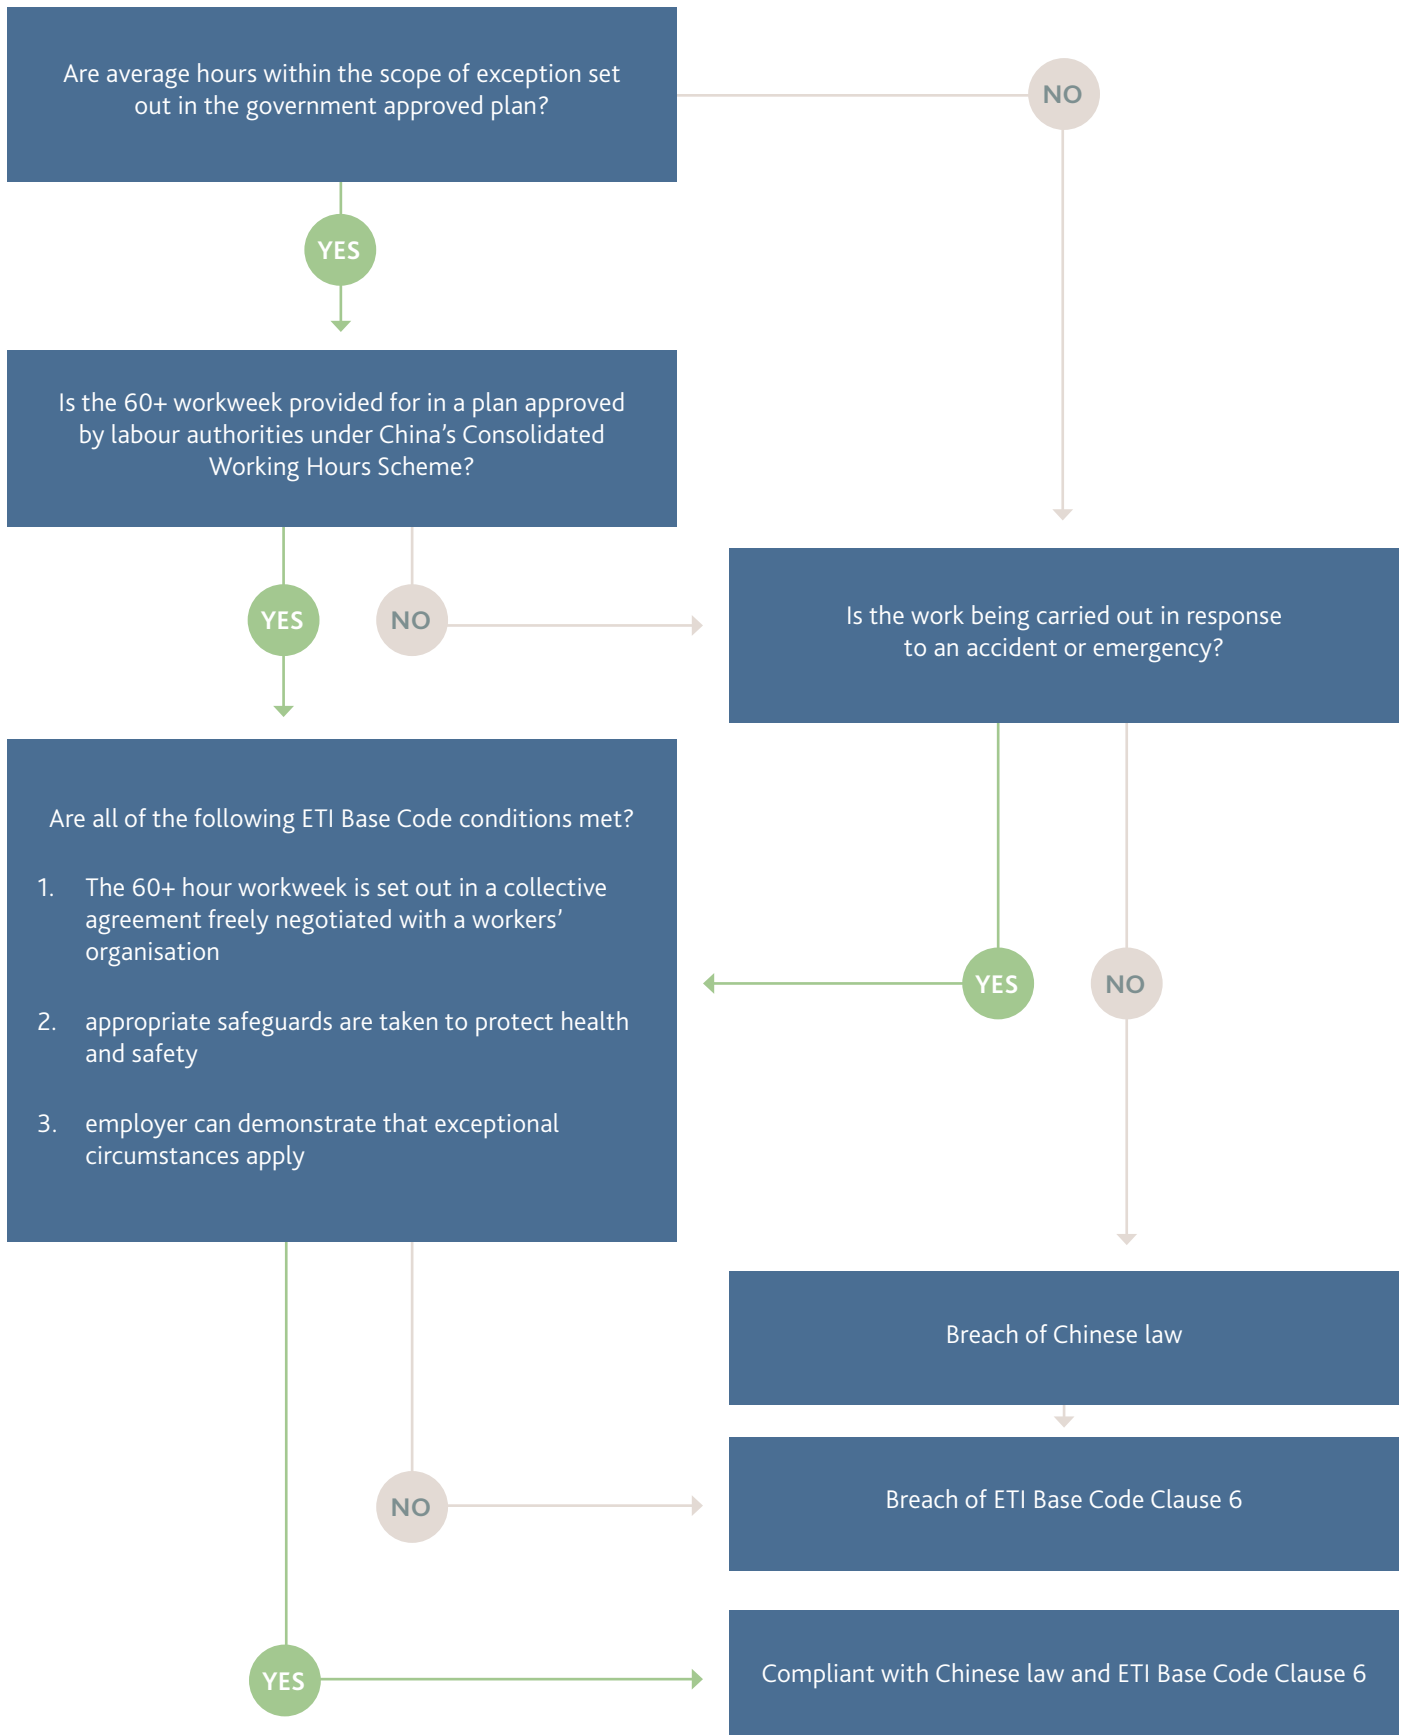 Are average hours within the scope of exception set
out in the government approved plan?
NO
YES
Is the 60+ workweek provided for in a plan approved
by labour authorities under China’s Consolidated
Working Hours Scheme?
YES
NO
Is the work being carried out in response
to an accident or emergency?
Are all of the following ETI Base Code conditions met?
1. The 60+ hour workweek is set out in a collective
agreement freely negotiated with a workers’
organisation
2. appropriate safeguards are taken to protect health
and safety
3. employer can demonstrate that exceptional
circumstances apply
YES
NO
Breach of Chinese law
NO
Breach of ETI Base Code Clause 6
YES
Compliant with Chinese law and ETI Base Code Clause 6